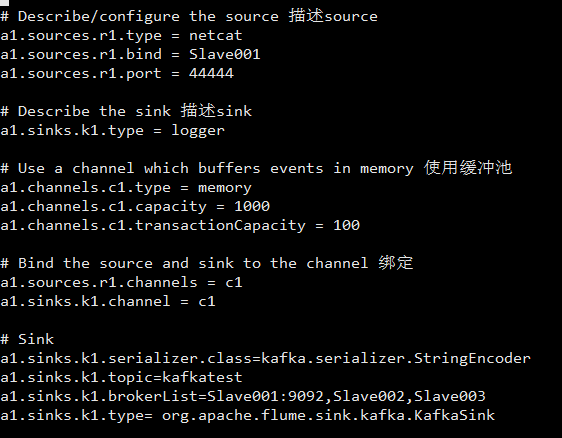 # Describe/configure the source 描述source
a1.sources.r1.type = netcat
a1.sources.r1.bind = Slave001
a1.sources.r1.port = 44444
# Describe the sink 描述sink
a1.sinks.k1.type = logger
# Use a channel which buffers events in memory 使用缓冲池
a1.channels.c1.type = memory
a1.channels.c1.capacity = 1000
a1.channels.c1.transactionCapacity = 100
# Bind the source and sink to the channel 绑定
a1.sources.r1.channels = c1
a1.sinks.k1.channel = c1
# Sink
a1.sinks.k1.serializer.class=kafka.serializer.StringEncoder
a1.sinks.k1.topic=kafkatest
a1.sinks.k1.brokerList=Slave001:9092,Slave002,Slave003
a1.sinks.k1.type= org.apache.flume.sink.kafka.KafkaSink